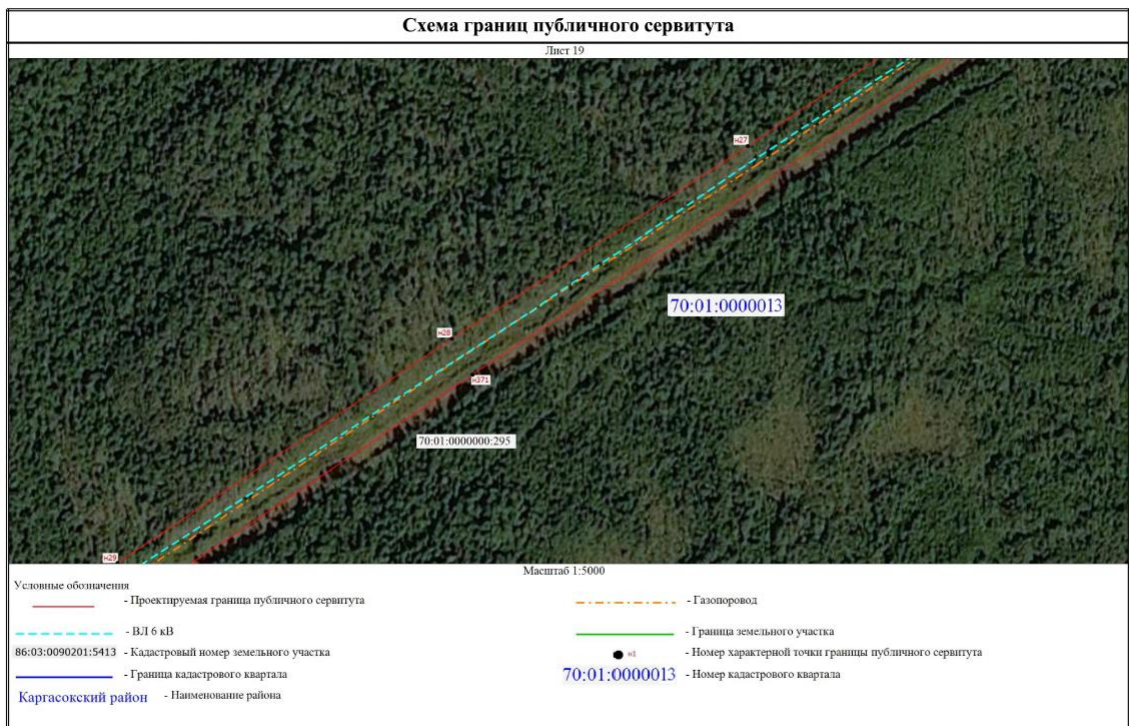 Схема границ публичного сервитута
Лист 19
н27
70:01:0000013
н28
н371
70:01:0000000:295
н29
Масштаб 1:5000
Условные обозначения
- Проектируемая граница публичного сервитута
- Газопоровод
- ВЛ 6 кВ
- Граница земельного участка
86:03:0090201:5413 - Кадастровый номер земельного участка
н1 - Номер характерной точки границы публичного сервитута
- Граница кадастрового квартала
70:01:0000013 - Номер кадастрового квартала
Каргасокский район - Наименование района